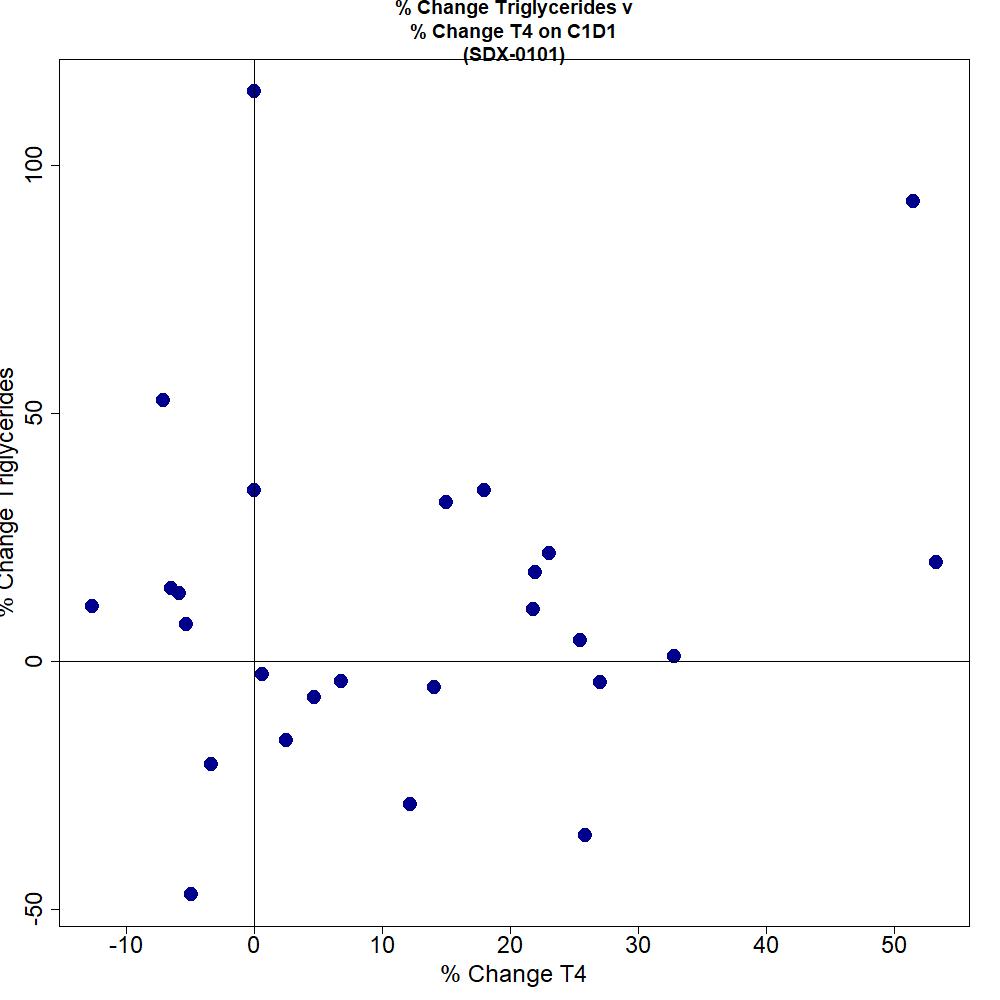 % Change Triglycerides v
% Change T4 on C1D1
(SDX-0101)
% Change Triglycerides
100
50
0
-50
-10 0 10 20 30 40 50
% Change T4